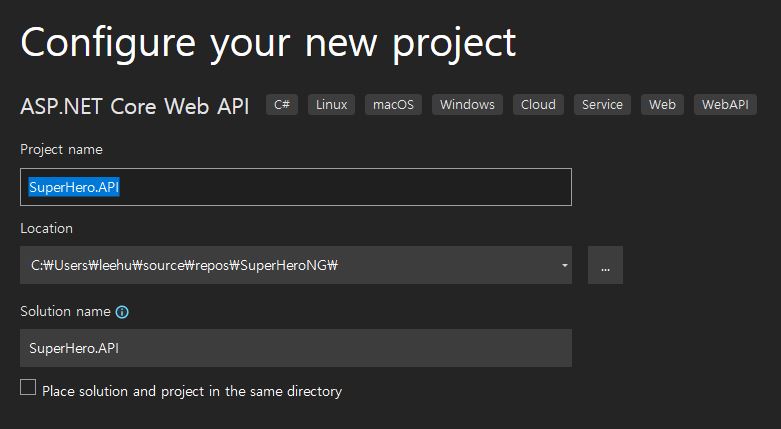 Configure your new project
ASP.NET Core Web API C# Linux macOS Windows Cloud Service Web WebAPI
Project name
SuperHero.API
Location
C:₩Users₩leehu₩source₩repos₩SuperHeroNG₩
...
Solution name
SuperHero.API
Place solution and project in the same directory